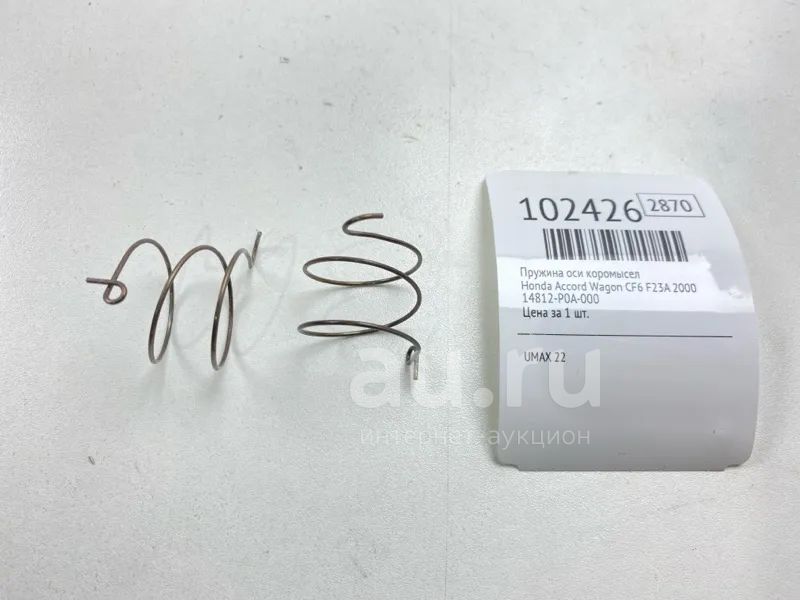 102426 2870
Пружина оси коромысел
Honda Accord Wagon CF6 F23A 2000
14812-P0A-000
Цена за 1 шт.
UMAX 22
au.ru
интернет-аукцион